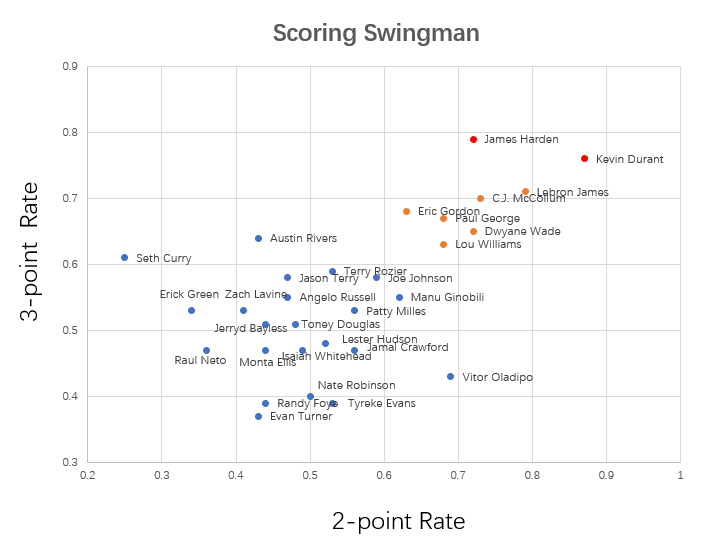 Scoring Swingman
0.9
0.8
James Harden
Kevin Durant
Lebron James
0.7
C.J. McCollum
Eric Gordon
Paul George
Dwyane Wade
Austin Rivers
Lou Williams
3-point Rate
Seth Curry
0.6
Terry Rozier
Jason Terry
Joe Johnson
Erick Green
Zach Lavine
Angelo Russell
Manu Ginobili
Patty Milles
Jerryd Bayless
Toney Douglas
0.5
Lester Hudson
Jamal Crawford
Isaiah Whitehead
Raul Neto
Monta Ellis
Vitor Oladipo
Nate Robinson
0.4
Randy Foye
Tyreke Evans
Evan Turner
0.3
0.2 0.3 0.4 0.5 0.6 0.7 0.8 0.9 1
2-point Rate